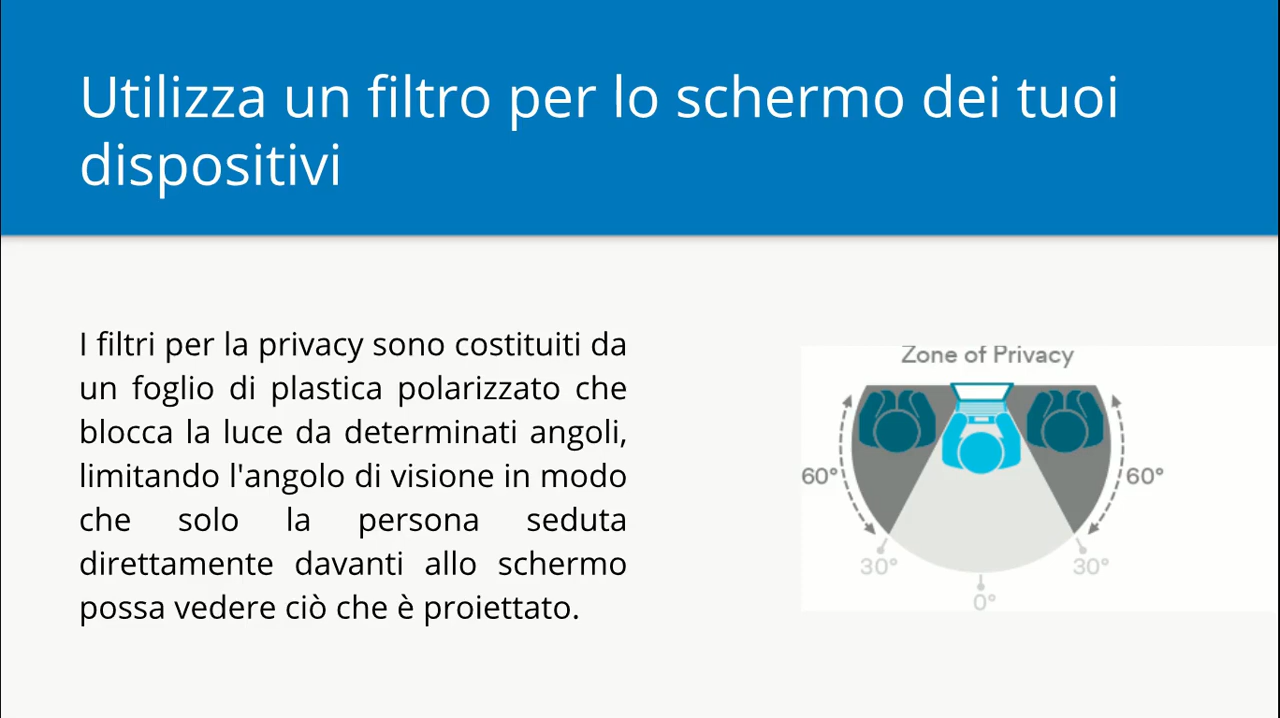 Utilizza un filtro per lo schermo dei tuoi
dispositivi
I filtri per la privacy sono costituiti da
un foglio di plastica polarizzato che
blocca la luce da determinati angoli,
limitando l'angolo di visione in modo
che solo la persona seduta
direttamente davanti allo schermo
possa vedere ciò che è proiettato.
Zone of Privacy
60° 60°
30° 30°
0°